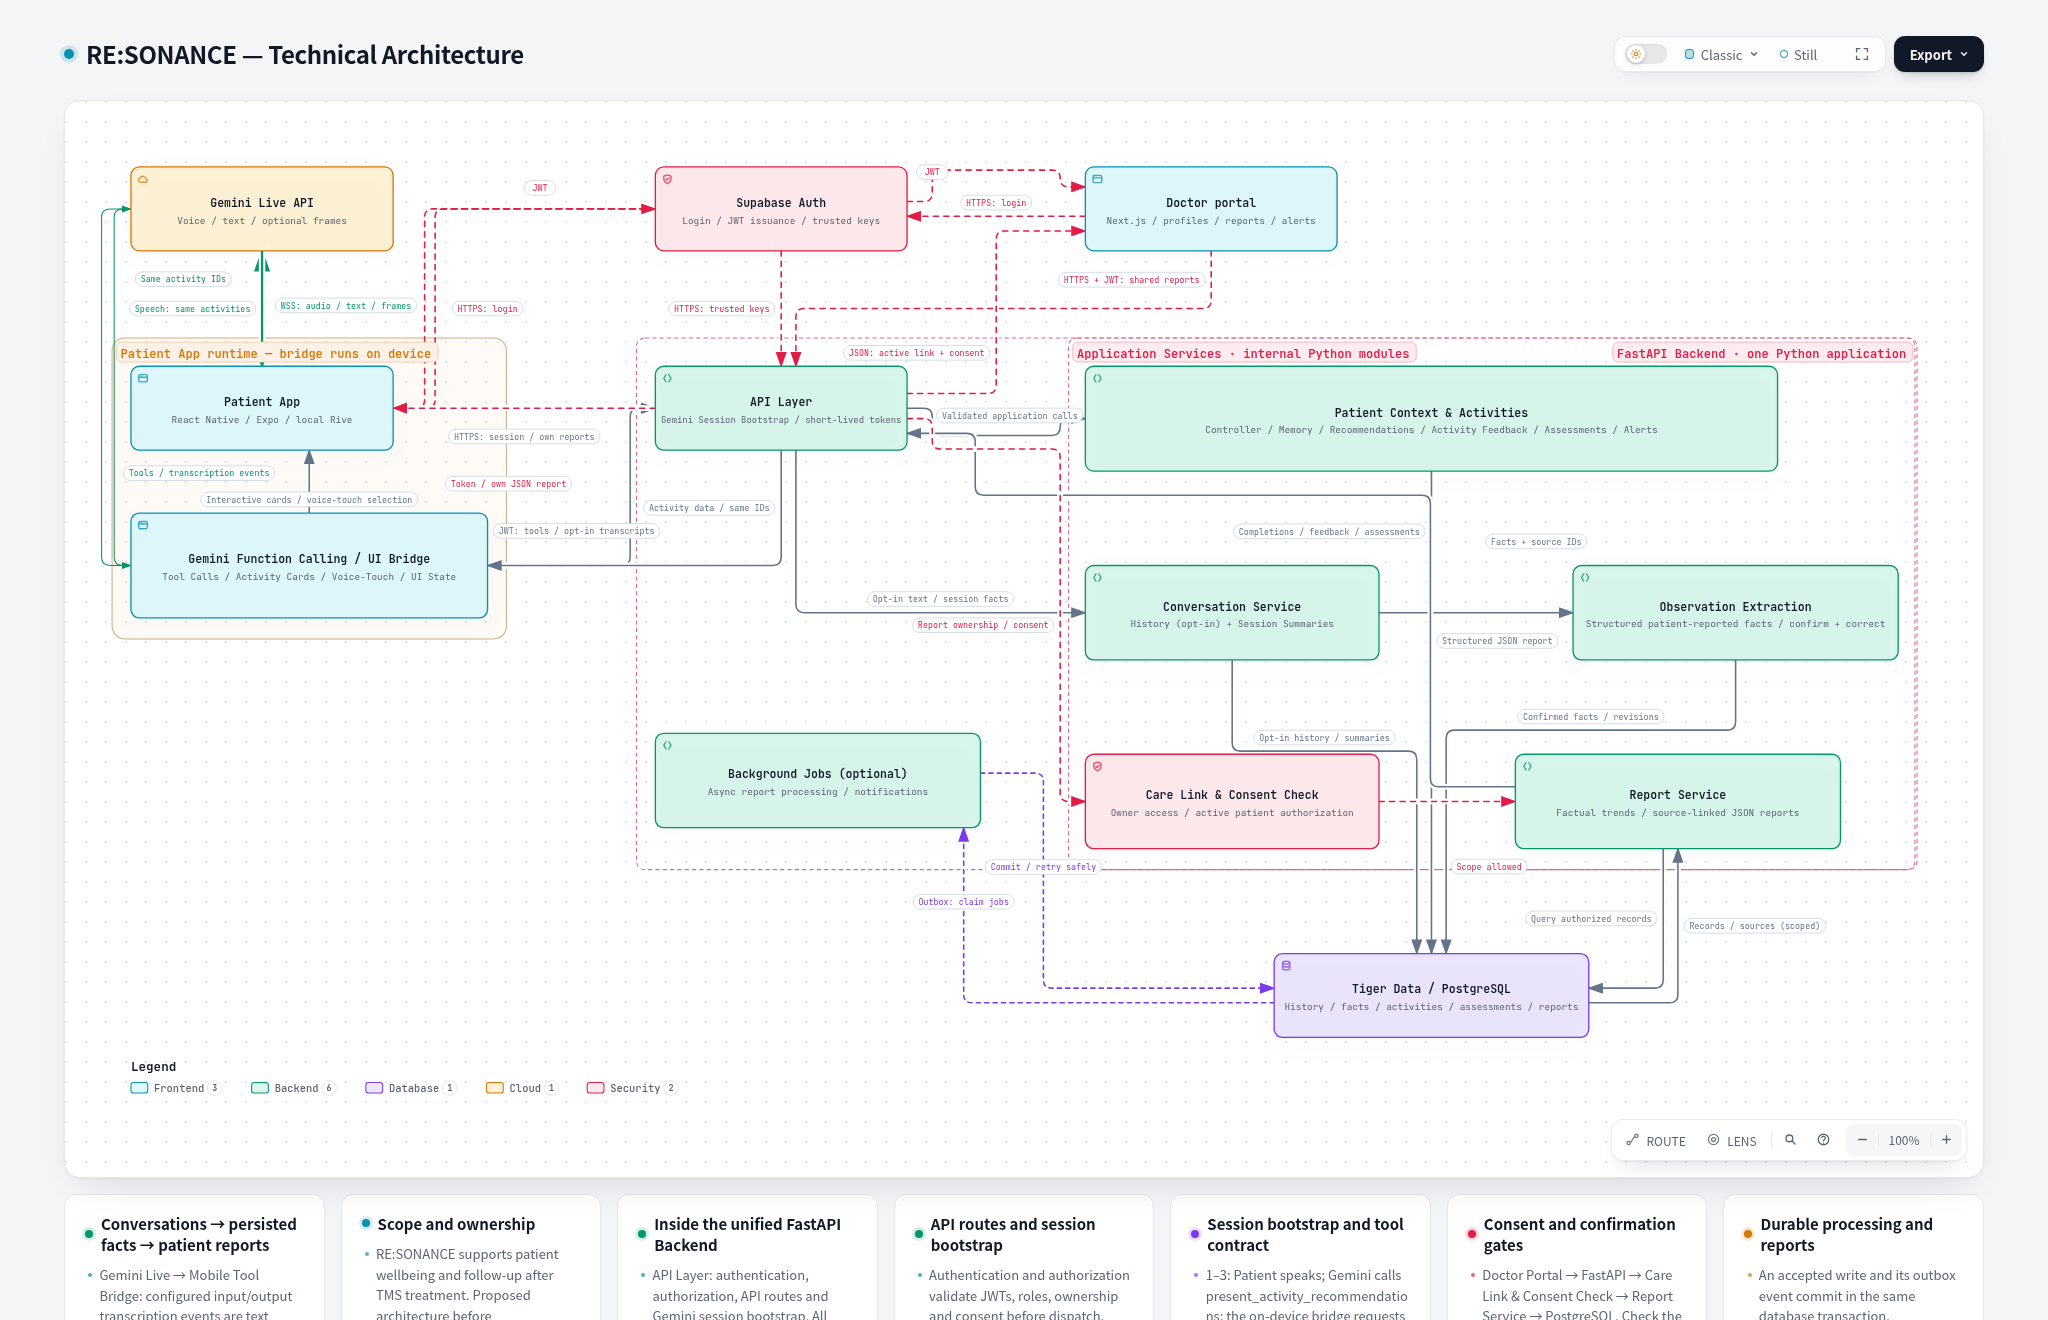 RE:SONANCE — Technical Architecture
Classic
Still
Export
Gemini Live API
Voice / text / optional frames
Supabase Auth
Login / JWT issuance / trusted keys
Doctor portal
Next.js / profiles / reports / alerts
JWT
JWT
HTTPS: login
Same activity IDs
Speech: same activities
WSS: audio / text / frames
HTTPS: login
HTTPS: trusted keys
HTTPS + JWT: shared reports
JSON: active link + consent
Patient App runtime — bridge runs on device
Application Services · internal Python modules
FastAPI Backend · one Python application
Patient App
React Native / Expo / local Rive
API Layer
Gemini Session Bootstrap / short-lived tokens
Validated application calls
Patient Context & Activities
Controller / Memory / Recommendations / Activity Feedback / Assessments / Alerts
HTTPS: session / own reports
Tools / transcription events
Token / own JSON report
Interactive cards / voice-touch selection
Activity data / same IDs
JWT: tools / opt-in transcripts
Completions / feedback / assessments
Facts + source IDs
Gemini Function Calling / UI Bridge
Tool Calls / Activity Cards / Voice-Touch / UI State
Opt-in text / session facts
Report ownership / consent
Conversation Service
History (opt-in) + Session Summaries
Observation Extraction
Structured patient-reported facts / confirm + correct
Structured JSON report
Confirmed facts / revisions
Opt-in history / summaries
Background Jobs (optional)
Async report processing / notifications
Care Link & Consent Check
Owner access / active patient authorization
Report Service
Factual trends / source-linked JSON reports
Commit / retry safely
Scope allowed
Outbox: claim jobs
Query authorized records
Records / sources (scoped)
Tiger Data / PostgreSQL
History / facts / activities / assessments / reports
Legend
Frontend 3
Backend 6
Database 1
Cloud 1
Security 2
ROUTE
LENS
100%
Conversations → persisted
facts → patient reports
Gemini Live → Mobile Tool
Bridge: configured input/output
transcription events are text
Scope and ownership
RE:SONANCE supports patient
wellbeing and follow-up after
TMS treatment. Proposed
architecture before
Inside the unified FastAPI
Backend
API Layer: authentication,
authorization, API routes and
Gemini session bootstrap. All
API routes and session
bootstrap
Authentication and authorization
validate JWTs, roles, ownership
and consent before dispatch.
Session bootstrap and tool
contract
1–3: Patient speaks; Gemini calls
present_activity_recommendatio
ns; the on-device bridge requests
Consent and confirmation
gates
Doctor Portal → FastAPI → Care
Link & Consent Check → Report
Service → PostgreSQL. Check the
Durable processing and
reports
An accepted write and its outbox
event commit in the same
database transaction.